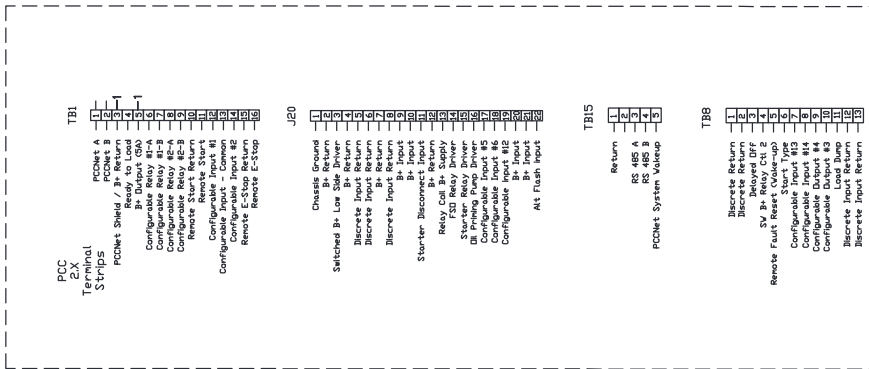 PCC
2.X
Terminal
Strips
TB1
PCCNet A 1
PCCNet B 2
PCCNet Shield / B+ Return 3 1
Ready to Load 4
B+ Output (5A) 5 1
Configurable Relay #1-A 6
Configurable Relay #1-B 7
Configurable Relay #2-A 8
Configurable Relay #2-B 9
Remote Start Return 10
Remote Start 11
Configurable Input #1 12
Configurable Input -Common 13
Configurable Input #2 14
Remote E-Stop Return 15
Remote E-Stop 16
J20
Chassis Ground 1
B+ Return 2
Switched B+ Low Side Driver 3
B+ Return 4
Discrete Input Return 5
Discrete Input Return 6
B+ Return 7
Discrete Input Return 8
B+ Input 9
B+ Input 10
Starter Disconnect Input 11
B+ Return 12
Relay Coil B+ Supply 13
FSO Relay Driver 14
Starter Relay Driver 15
Oil Priming Pump Driver 16
Configurable Input #5 17
Configurable Input #6 18
Configurable Input #12 19
B+ Input 20
B+ Input 21
Alt Flash Input 22
TB15
Return 1
2
RS 485 A 3
RS 485 B 4
PCCNet System Wakeup 5
TB8
Discrete Return 1
Discrete Return 2
Delayed Off 3
SW B+ Relay Ctl 2 4
Remote Fault Reset (Wake-up) 5
Start Type 6
Configurable Input #13 7
Configurable Input #14 8
Configurable Output #4 9
Configurable Output #3 10
Load Dump 11
Discrete Input Return 12
Discrete Input Return 13